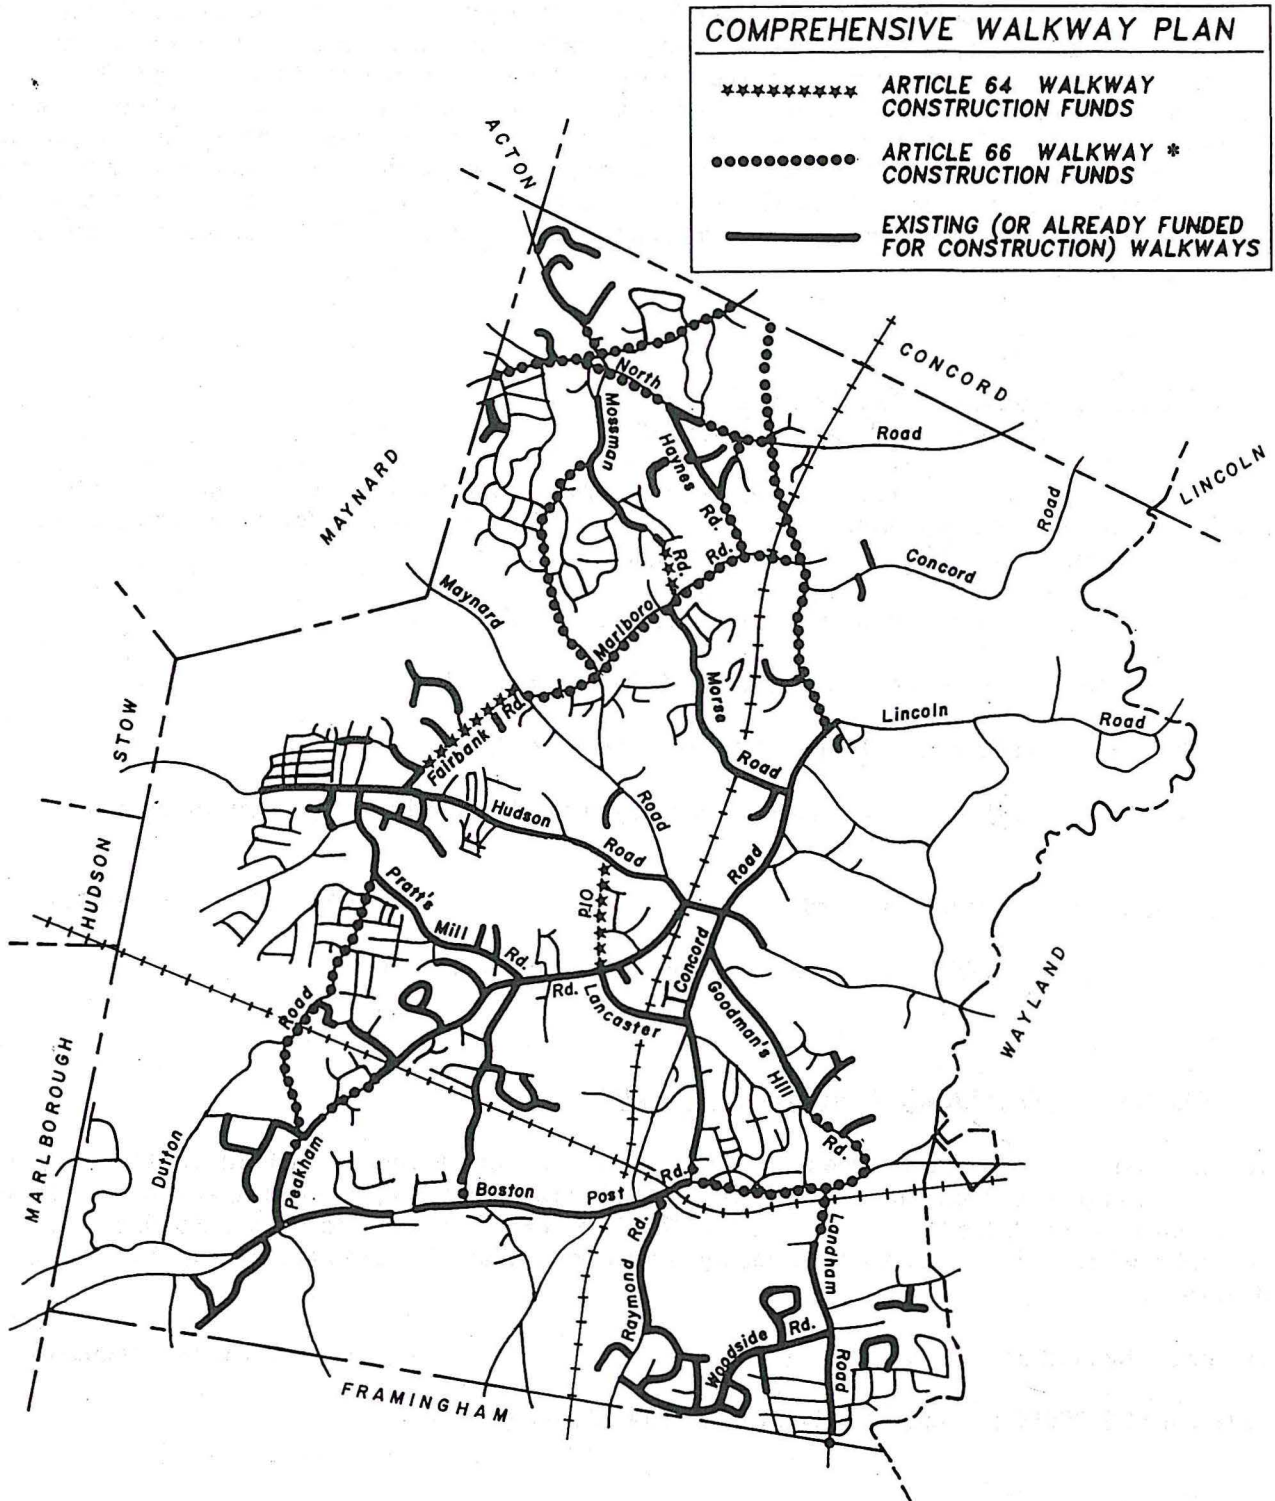 COMPREHENSIVE WALKWAY PLAN
ARTICLE 64 WALKWAY
CONSTRUCTION FUNDS
ARTICLE 66 WALKWAY *
CONSTRUCTION FUNDS
EXISTING (OR ALREADY FUNDED
FOR CONSTRUCTION) WALKWAYS
ACTON
CONCORD
LINCOLN
MAYNARD
STOW
HUDSON
MARLBOROUGH
FRAMINGHAM
WAYLAND
North
Road
Mossman
Rd.
Haynes
Rd.
Marlboro
Rd.
Concord
Road
Maynard
Road
Morse
Road
Lincoln
Road
Fairbank
Rd.
Hudson
Road
Road
Old
Lancaster
Rd.
Pratt's
Mill
Rd.
Concord
Goodman's
Hill
Rd.
Road
Dutton
Peakham
Boston
Post
Rd.
Raymond
Rd.
Landham
Road
Woodside
Rd.